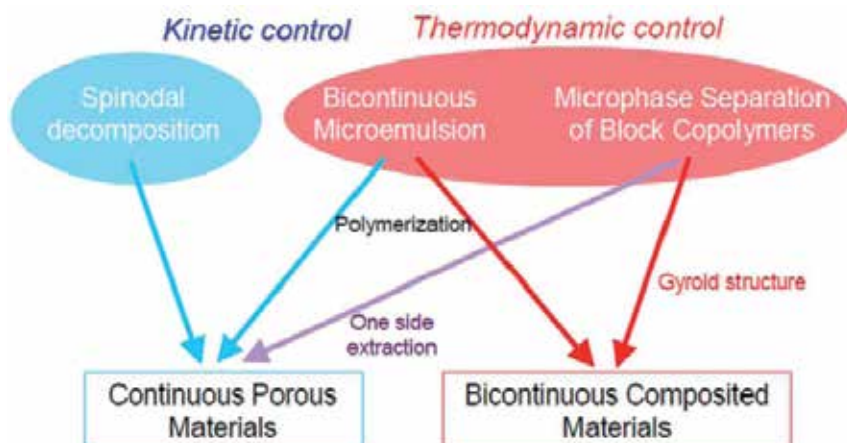 Kinetic control
Thermodynamic control
Spinodal
decomposition
Bicontinuous
Microemulsion
Microphase Separation
of Block Copolymers
Polymerization
Gyroid structure
One side
extraction
Continuous Porous
Materials
Bicontinuous Composited
Materials